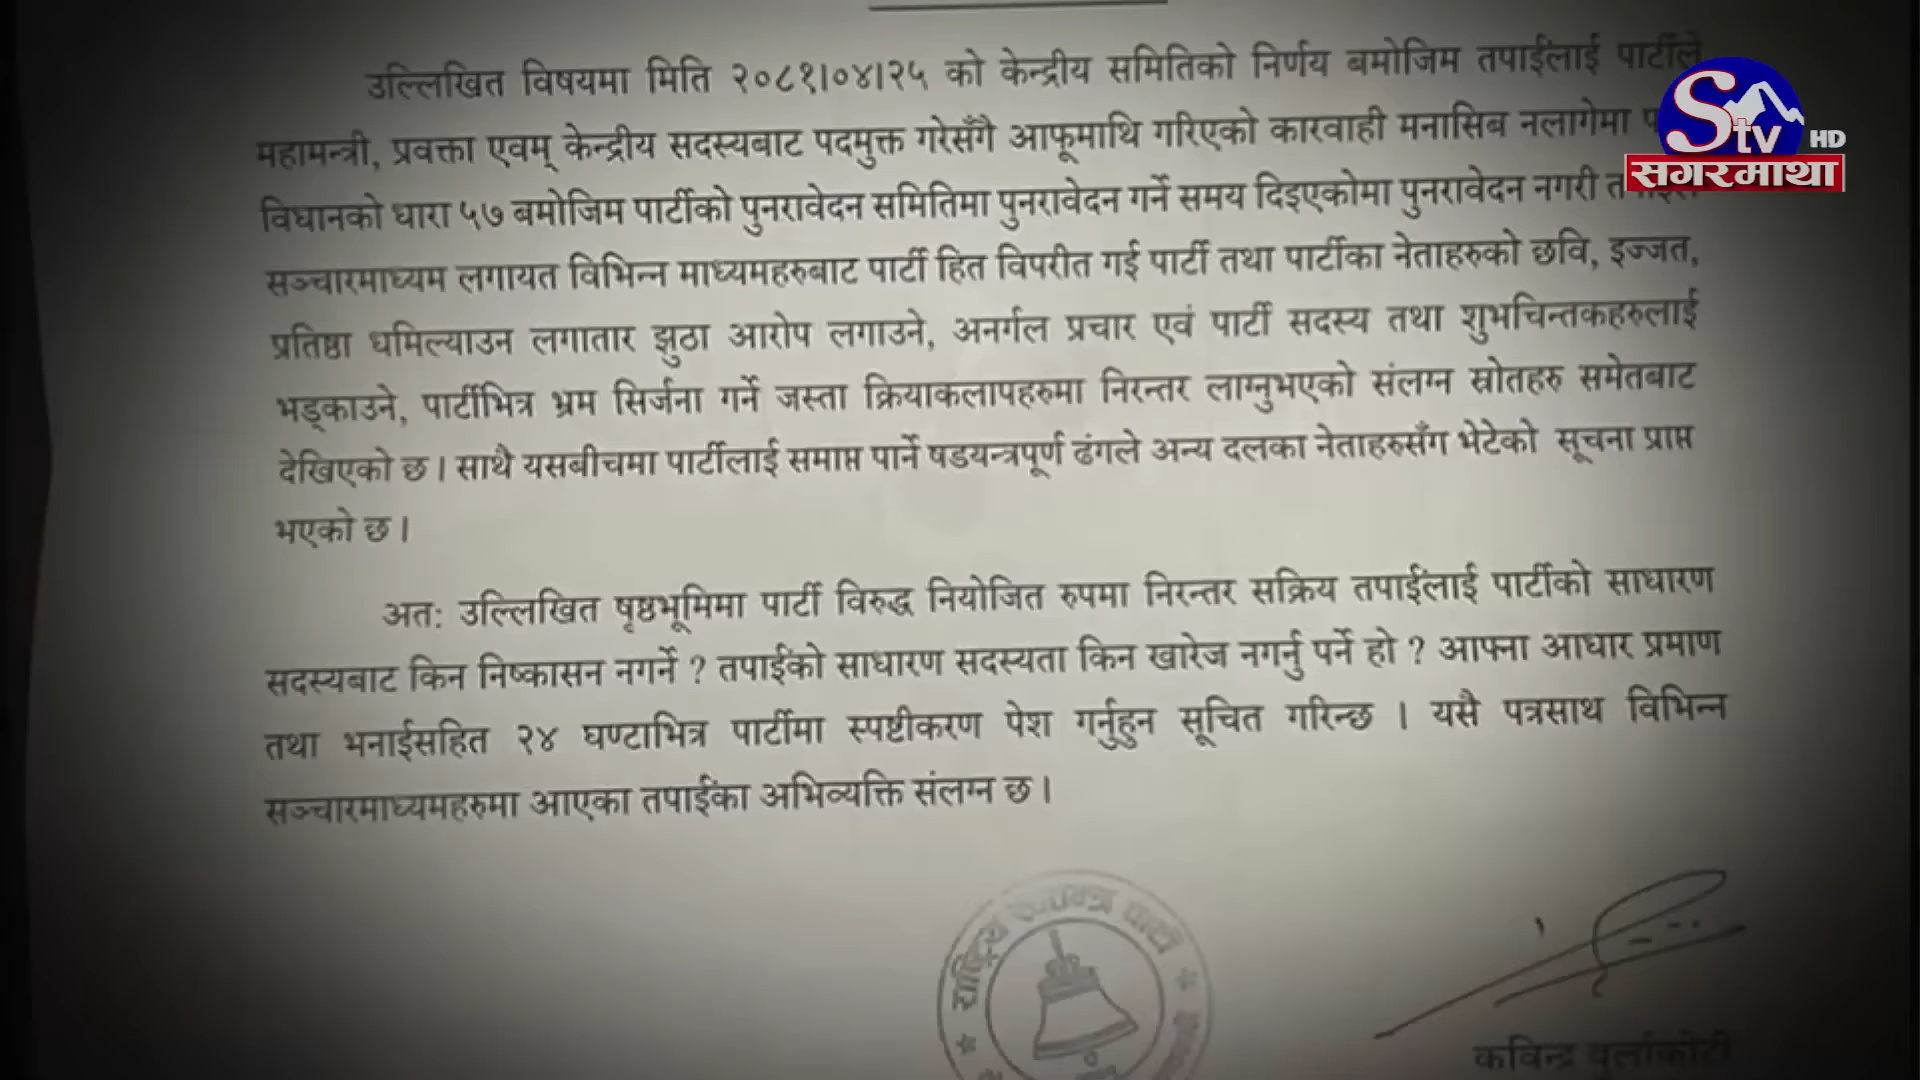 उल्लिखित विषयमा मिति २०८१।०४।२५ को केन्द्रीय समितिको निर्णय बमोजिम तपाईंलाई पार्टीले
महामन्त्री, प्रवक्ता एवम् केन्द्रीय सदस्यबाट पदमुक्त गरेसँगै आफूमाथि गरिएको कारवाही मनासिब नलागेमा
विधानको धारा ५७ बमोजिम पार्टीको पुनरावेदन समितिमा पुनरावेदन गर्ने समय दिइएकोमा पुनरावेदन नगरी
सञ्चारमाध्यम लगायत विभिन्न माध्यमहरुबाट पार्टी हित विपरीत गई पार्टी तथा पार्टीका नेताहरुको छवि, इज्जत,
प्रतिष्ठा धमिल्याउन लगातार झुठा आरोप लगाउने, अनर्गल प्रचार एवं पार्टी सदस्य तथा शुभचिन्तकहरुलाई
भड्काउने, पार्टीभित्र भ्रम सिर्जना गर्ने जस्ता क्रियाकलापहरुमा निरन्तर लाग्नुभएको संलग्न स्रोतहरु समेतबाट
देखिएको छ । साथै यसबीचमा पार्टीलाई समाप्त पार्ने षडयन्त्रपूर्ण ढंगले अन्य दलका नेताहरुसँग भेटेको सूचना प्राप्त
भएको छ ।
अत: उल्लिखित पृष्ठभूमिमा पार्टी विरुद्ध नियोजित रुपमा निरन्तर सक्रिय तपाईंलाई पार्टीको साधारण
सदस्यबाट किन निष्कासन नगर्ने ? तपाईंको साधारण सदस्यता किन खारेज नगर्नु पर्ने हो ? आफ्ना आधार प्रमाण
तथा भनाईसहित २४ घण्टाभित्र पार्टीमा स्पष्टीकरण पेश गर्नुहुन सूचित गरिन्छ । यसै पत्रसाथ विभिन्न
सञ्चारमाध्यमहरुमा आएका तपाईंका अभिव्यक्ति संलग्न छ ।
राष्ट्रिय स्वतन्त्र पार्टी
कविन्द्र बुर्लाकोटी
Stv HD
सगरमाथा